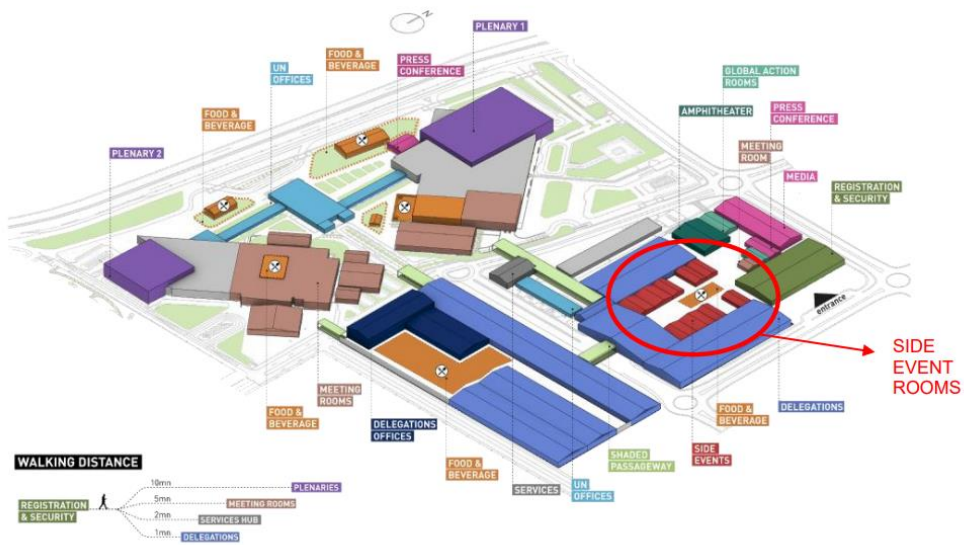 N
PLENARY 1
FOOD &
BEVERAGE
UN
OFFICES
PRESS
CONFERENCE
GLOBAL ACTION
ROOMS
FOOD &
BEVERAGE
AMPHITHEATER
PRESS
CONFERENCE
MEETING
ROOM
PLENARY 2
MEDIA
REGISTRATION
& SECURITY
entrance
SIDE
EVENT
ROOMS
MEETING
ROOMS
FOOD &
BEVERAGE
DELEGATIONS
FOOD &
BEVERAGE
DELEGATIONS
OFFICES
SIDE
EVENTS
SHADED
PASSAGEWAY
FOOD &
BEVERAGE
SERVICES
UN
OFFICES
WALKING DISTANCE
10mn
PLENARIES
5mn
MEETING ROOMS
REGISTRATION
& SECURITY
2mn
SERVICES HUB
1mn
DELEGATIONS